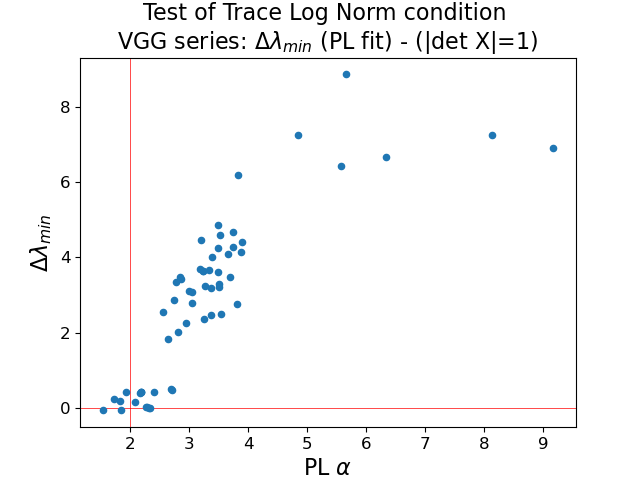 Test of Trace Log Norm condition
VGG series: Δλ_min (PL fit) - (|det X|=1)
8
6
4
2
0
Δλ_min
2 3 4 5 6 7 8 9
PL α